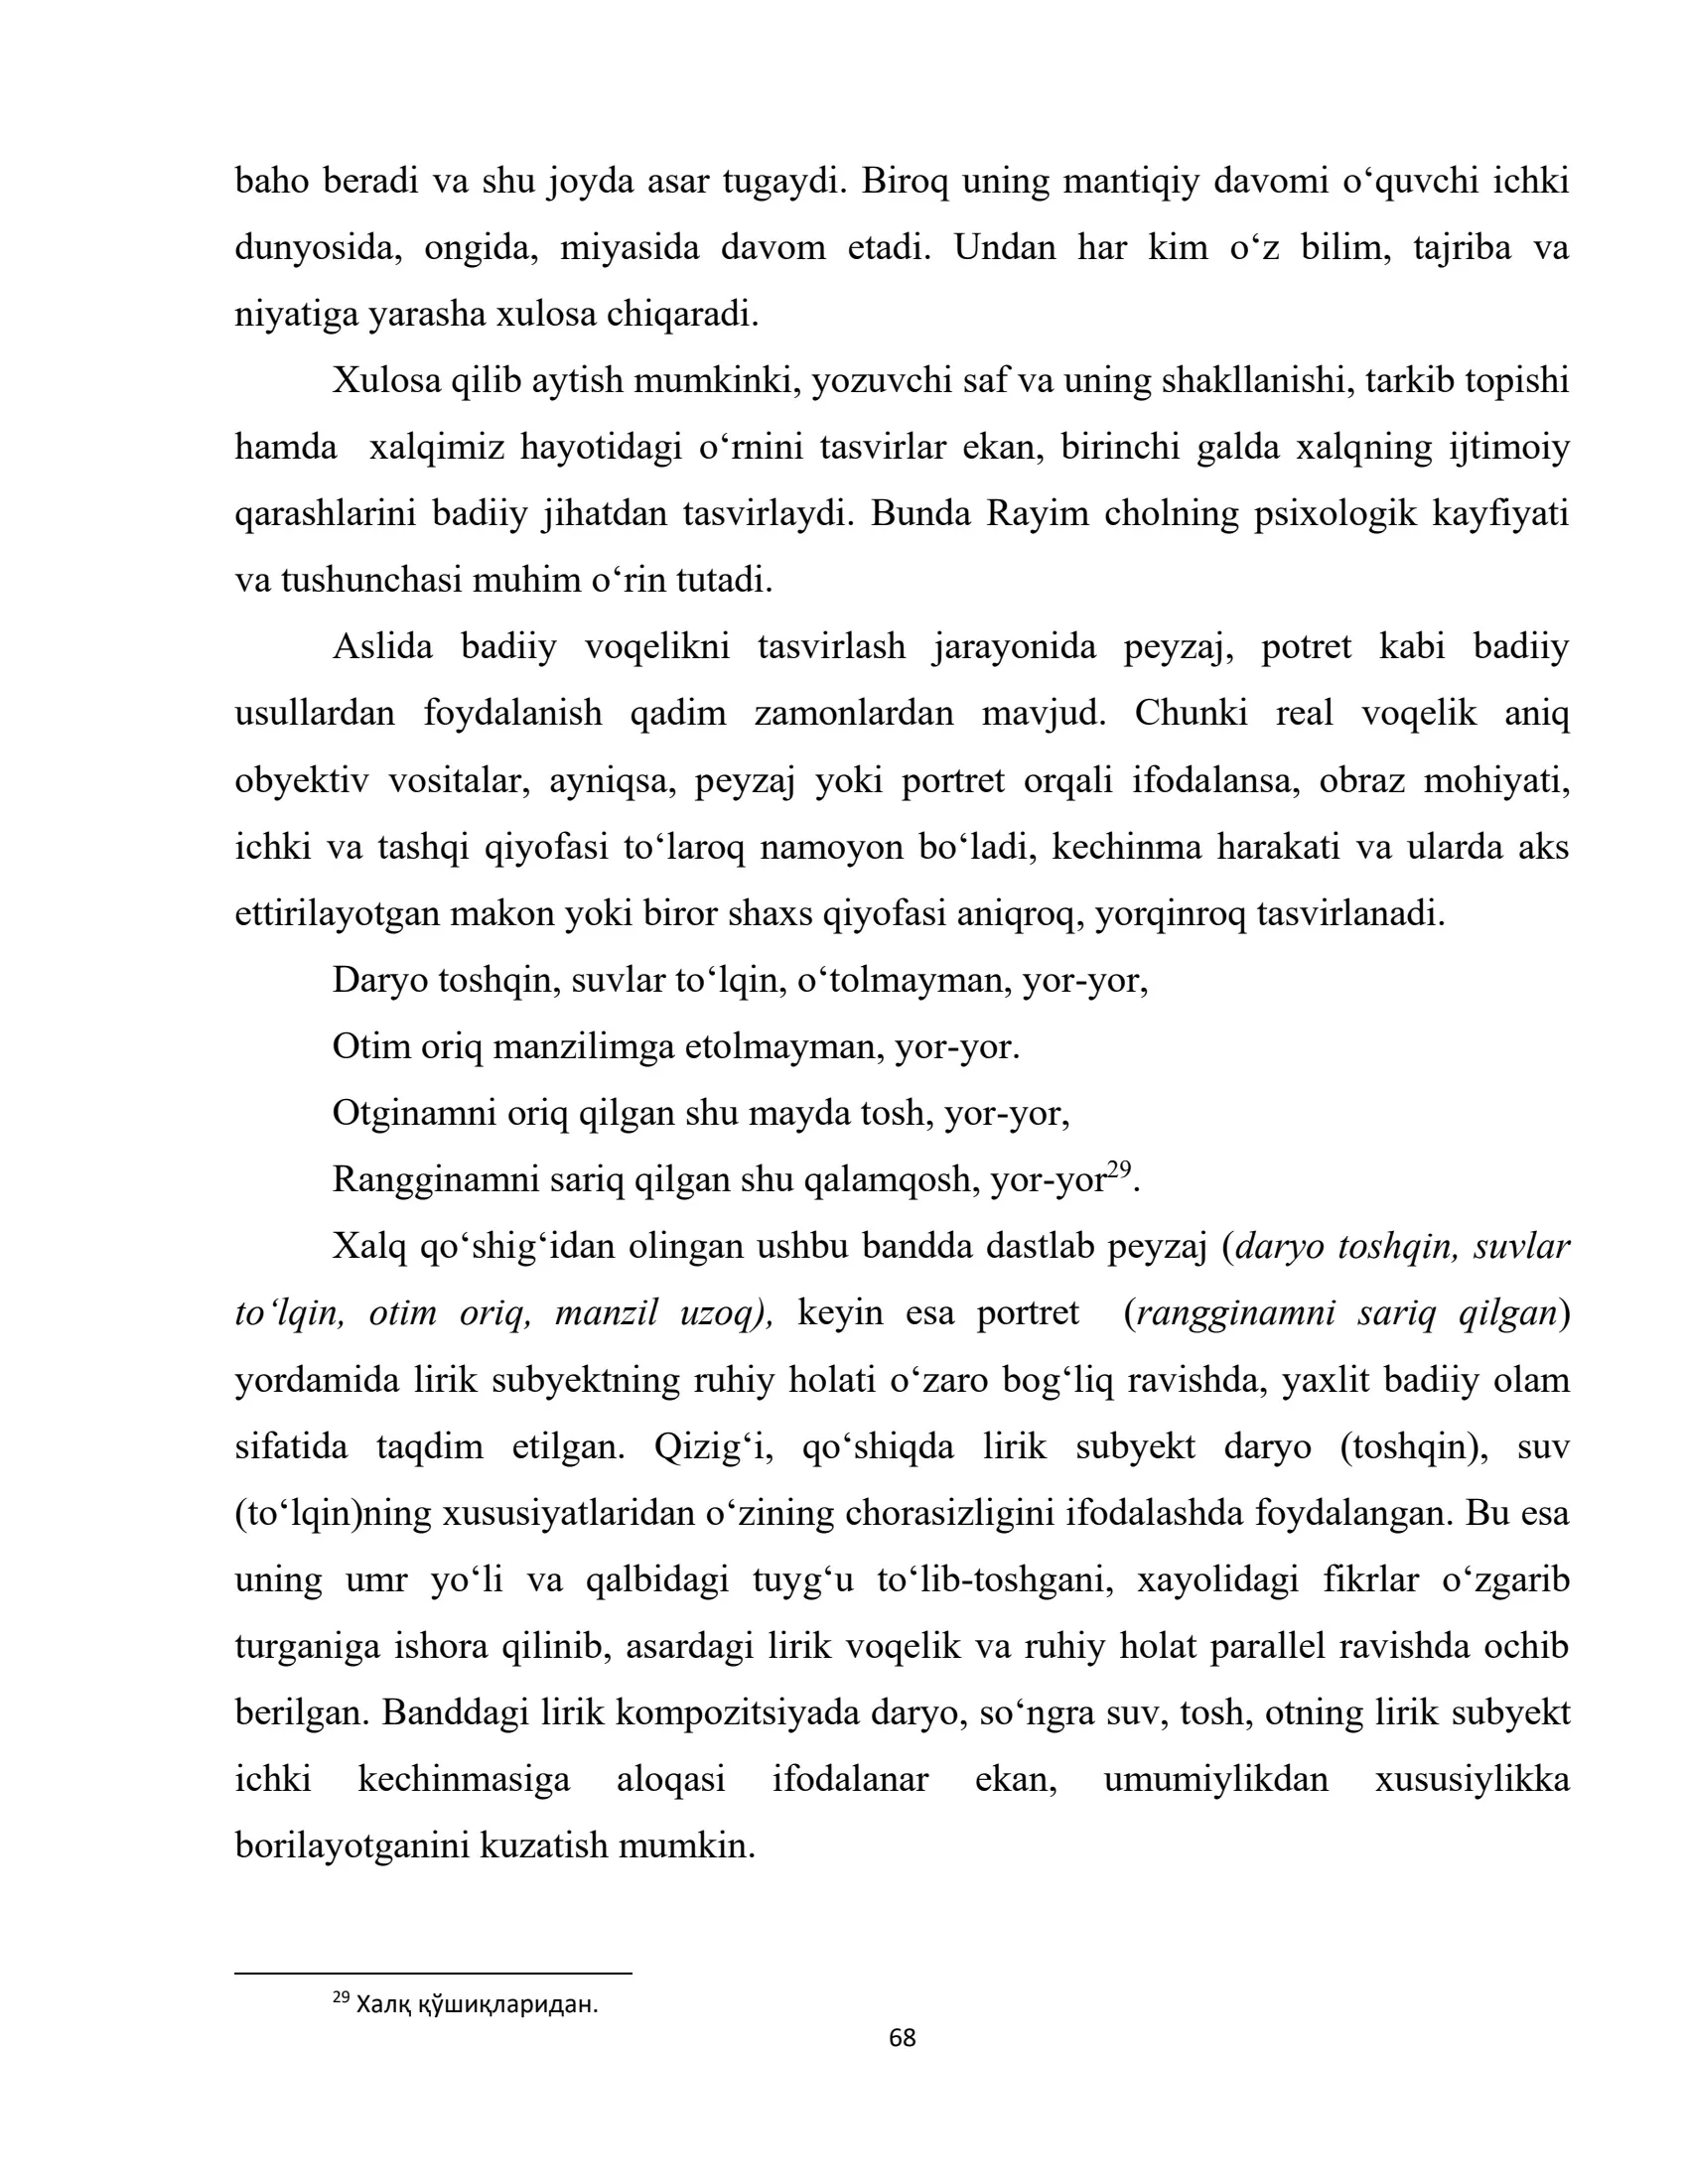 baho beradi va shu joyda asar tugaydi. Biroq uning mantiqiy davomi o‘quvchi ichki
dunyosida, ongida, miyasida davom etadi. Undan har kim o‘z bilim, tajriba va
niyatiga yarasha xulosa chiqaradi.
Xulosa qilib aytish mumkinki, yozuvchi saf va uning shakllanishi, tarkib topishi
hamda xalqimiz hayotidagi o‘rnini tasvirlar ekan, birinchi galda xalqning ijtimoiy
qarashlarini badiiy jihatdan tasvirlaydi. Bunda Rayim cholning psixologik kayfiyati
va tushunchasi muhim o‘rin tutadi.
Aslida badiiy voqelikni tasvirlash jarayonida peyzaj, potret kabi badiiy
usullardan foydalanish qadim zamonlardan mavjud. Chunki real voqelik aniq
obyektiv vositalar, ayniqsa, peyzaj yoki portret orqali ifodalansa, obraz mohiyati,
ichki va tashqi qiyofasi to‘laroq namoyon bo‘ladi, kechinma harakati va ularda aks
ettirilayotgan makon yoki biror shaxs qiyofasi aniqroq, yorqinroq tasvirlanadi.
Daryo toshqin, suvlar to‘lqin, o‘tolmayman, yor-yor,
Otim oriq manzilimga etolmayman, yor-yor.
Otginamni oriq qilgan shu mayda tosh, yor-yor,
Rangginamni sariq qilgan shu qalamqosh, yor-yor²⁹.
Xalq qo‘shig‘idan olingan ushbu bandda dastlab peyzaj (daryo toshqin, suvlar
to‘lqin, otim oriq, manzil uzoq), keyin esa portret (rangginamni sariq qilgan)
yordamida lirik subyektning ruhiy holati o‘zaro bog‘liq ravishda, yaxlit badiiy olam
sifatida taqdim etilgan. Qizig‘i, qo‘shiqda lirik subyekt daryo (toshqin), suv
(to‘lqin)ning xususiyatlaridan o‘zining chorasizligini ifodalashda foydalangan. Bu esa
uning umr yo‘li va qalbidagi tuyg‘u to‘lib-toshgani, xayolidagi fikrlar o‘zgarib
turganiga ishora qilinib, asardagi lirik voqelik va ruhiy holat parallel ravishda ochib
berilgan. Banddagi lirik kompozitsiyada daryo, so‘ngra suv, tosh, otning lirik subyekt
ichki kechinmasiga aloqasi ifodalanar ekan, umumiylikdan xususiylikka
borilayotganini kuzatish mumkin.
²⁹ Халқ қўшиқларидан.
68